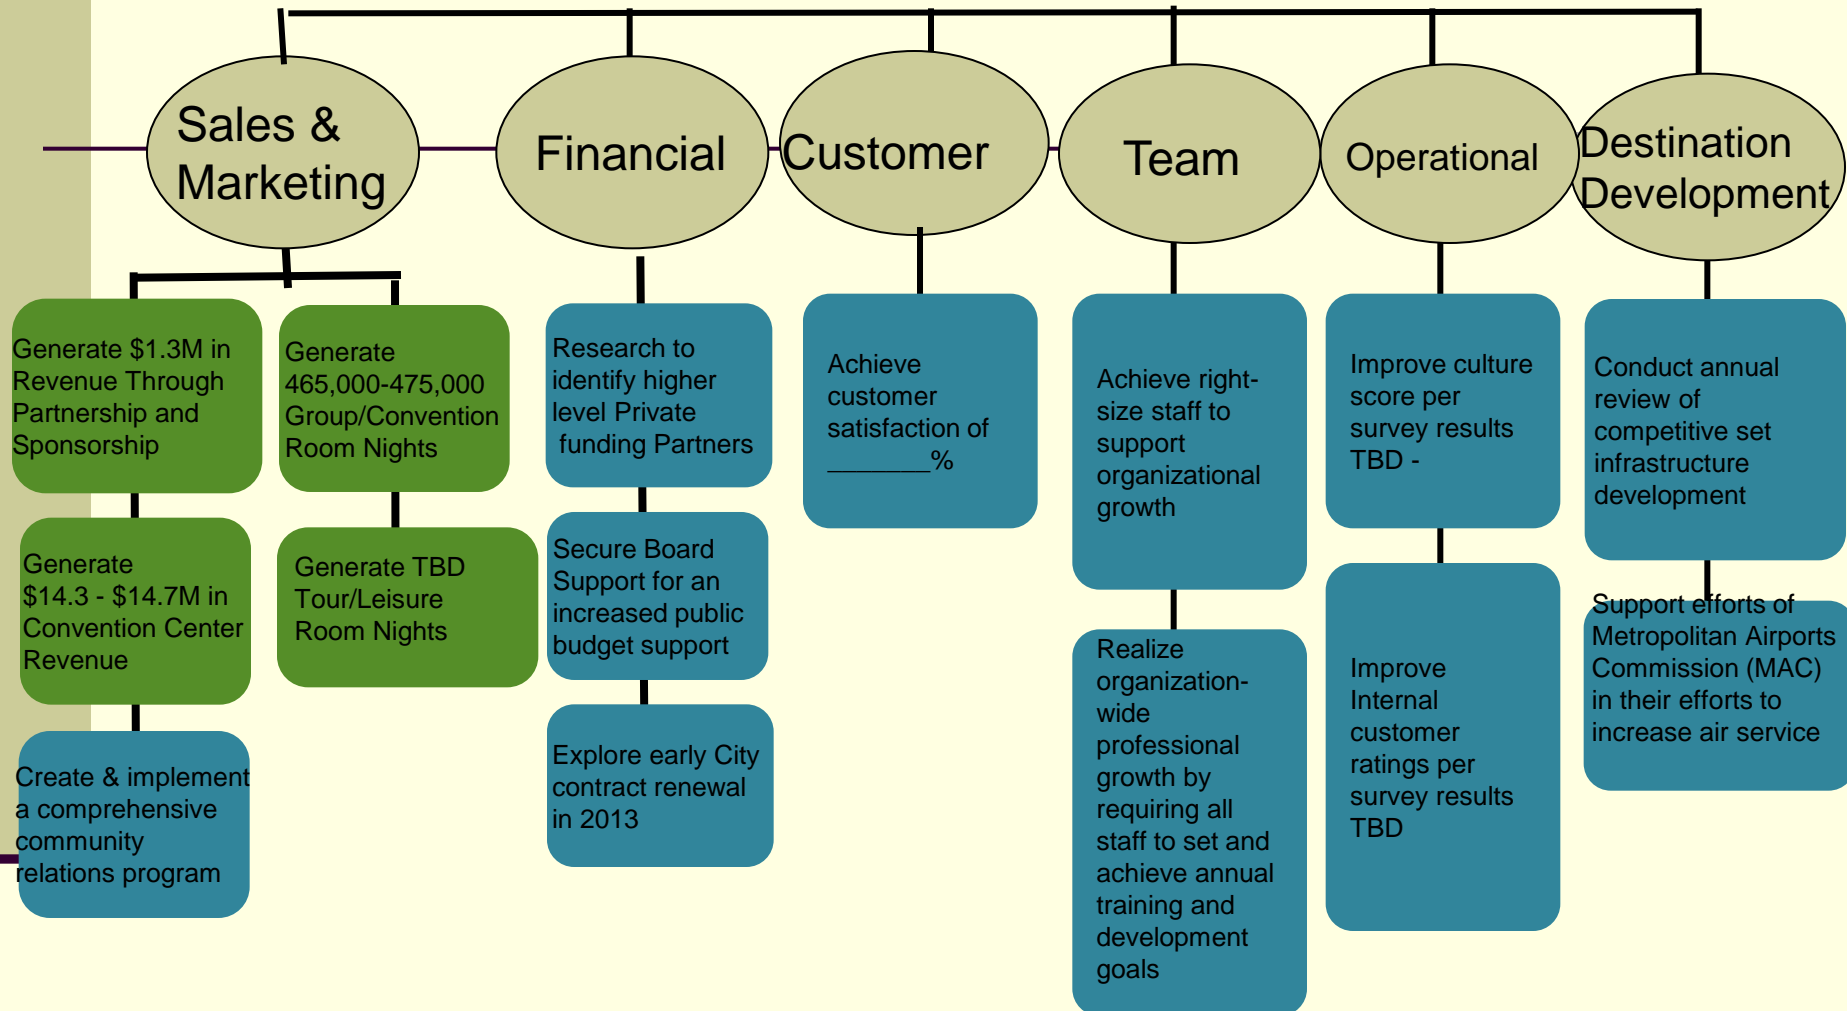 Sales &
Marketing
Financial
Customer
Team
Operational
Destination
Development
Generate $1.3M in
Revenue Through
Partnership and
Sponsorship
Generate
$14.3 - $14.7M in
Convention Center
Revenue
Create & implement
a comprehensive
community
relations program
Generate
465,000-475,000
Group/Convention
Room Nights
Generate TBD
Tour/Leisure
Room Nights
Research to
identify higher
level Private
funding Partners
Secure Board
Support for an
increased public
budget support
Explore early City
contract renewal
in 2013
Achieve
customer
satisfaction of
_______%
Achieve right-
size staff to
support
organizational
growth
Realize
organization-
wide
professional
growth by
requiring all
staff to set and
achieve annual
training and
development
goals
Improve culture
score per
survey results
TBD -
Improve
Internal
customer
ratings per
survey results
TBD
Conduct annual
review of
competitive set
infrastructure
development
Support efforts of
Metropolitan Airports
Commission (MAC)
in their efforts to
increase air service